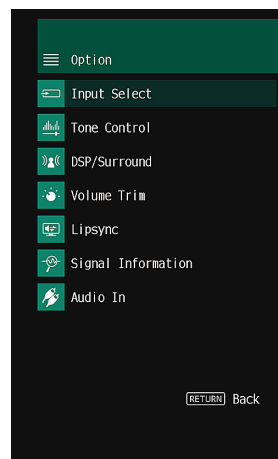 Option
Input Select
Tone Control
DSP/Surround
Volume Trim
Lipsync
Signal Information
Audio In
RETURN Back